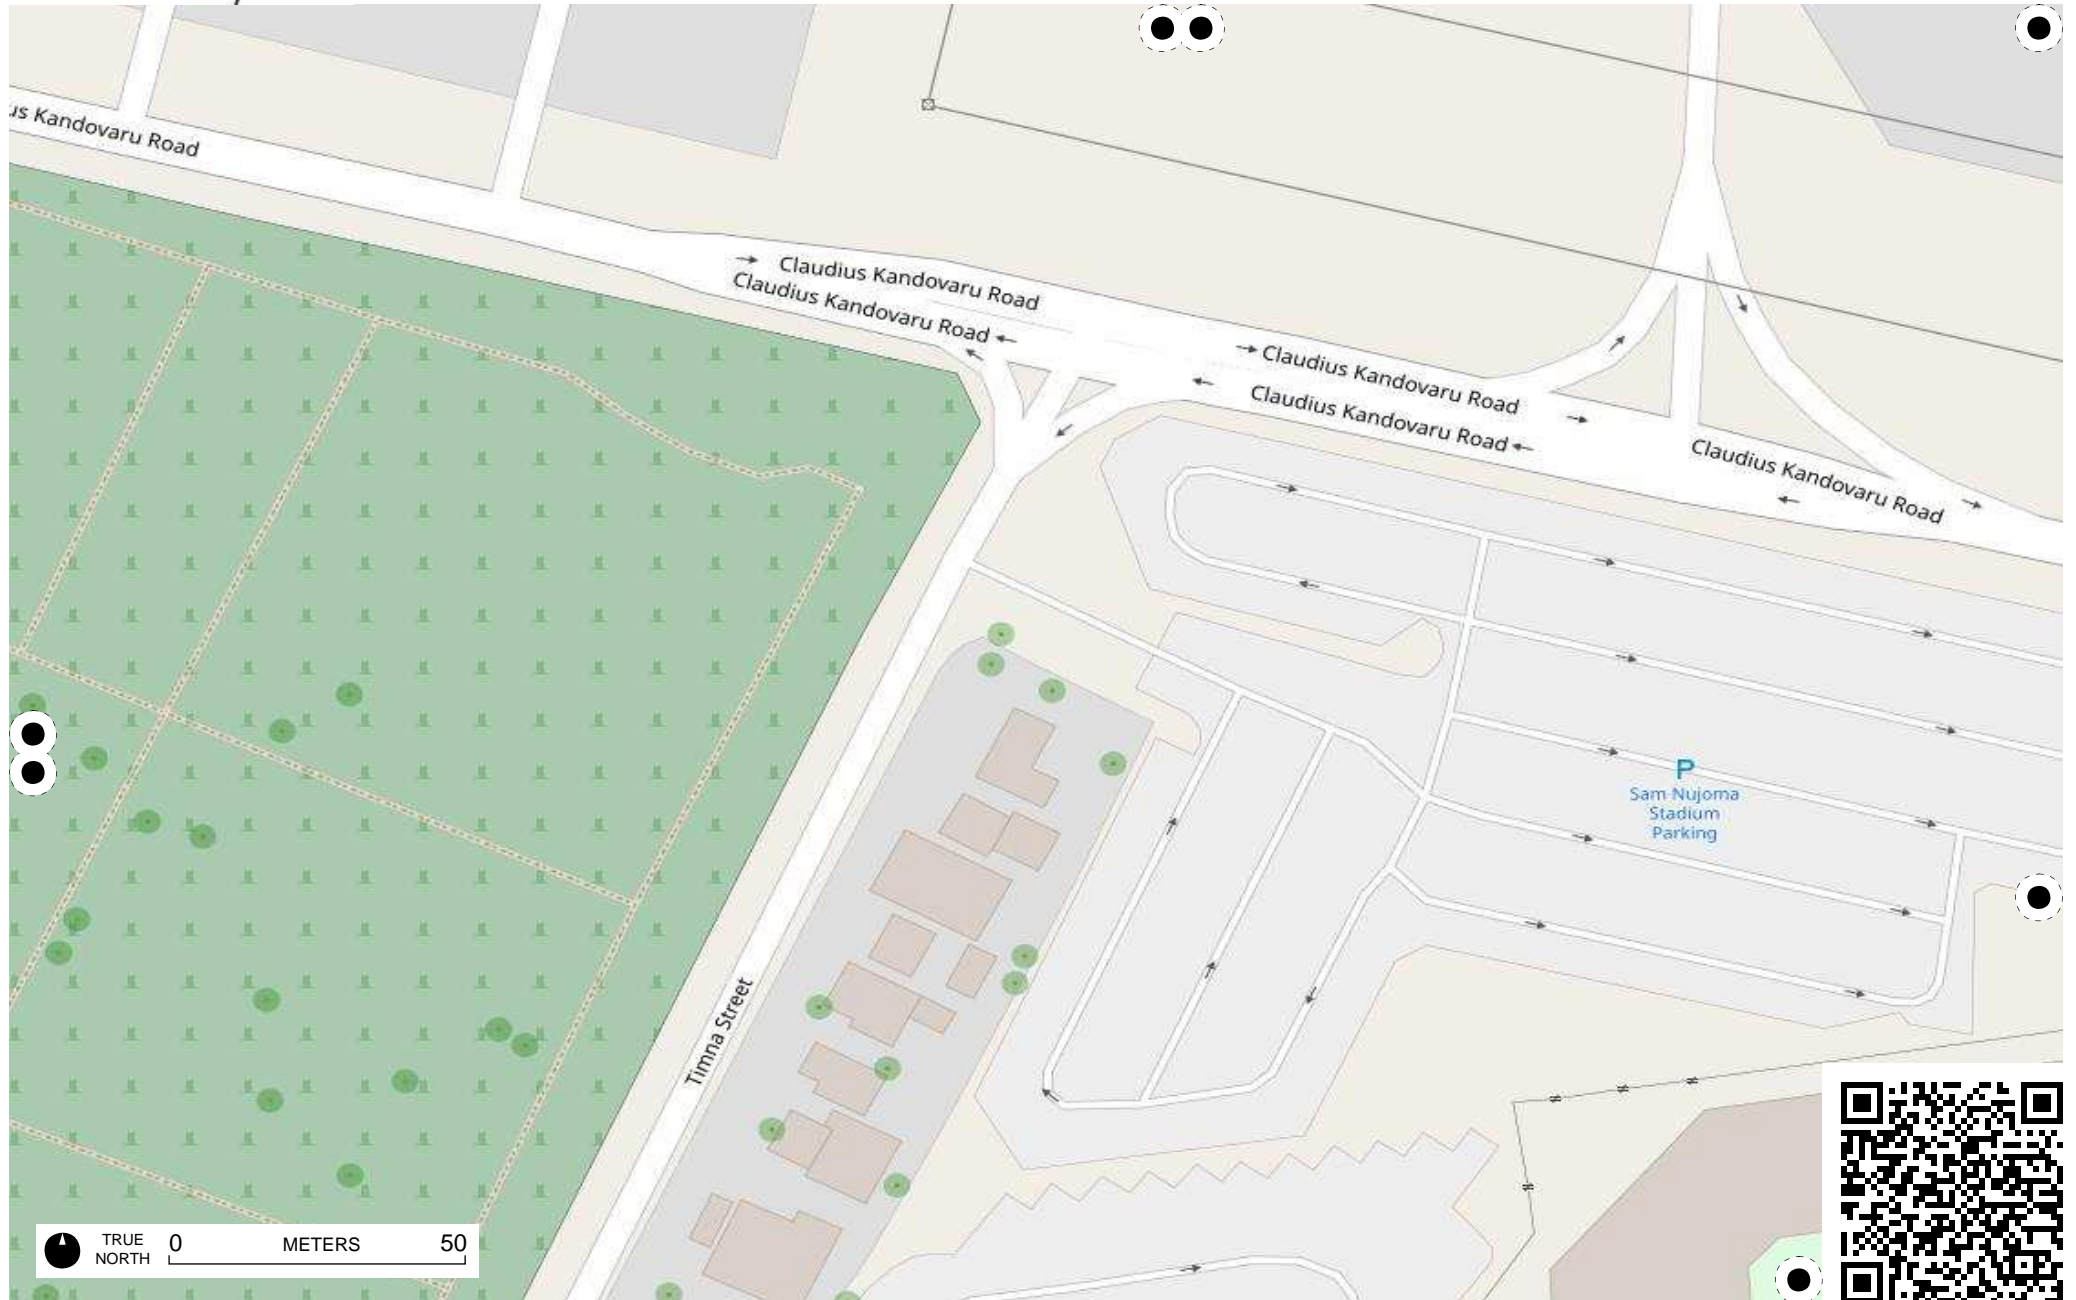 us Kandovaru Road
Claudius Kandovaru Road
Claudius Kandovaru Road
Claudius Kandovaru Road
Claudius Kandovaru Road
Claudius Kandovaru Road
P
Sam Nujoma
Stadium
Parking
Timna Street
TRUE
NORTH
0 METERS 50